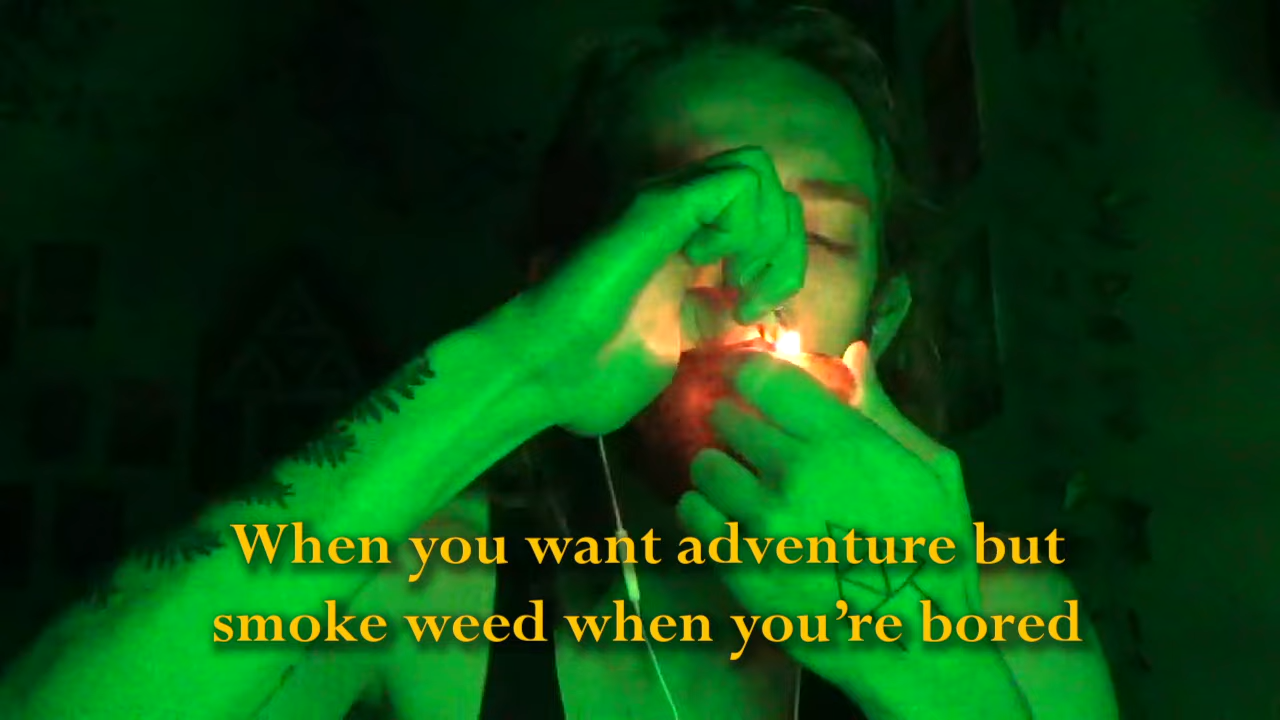 When you want adventure but
smoke weed when you’re bored